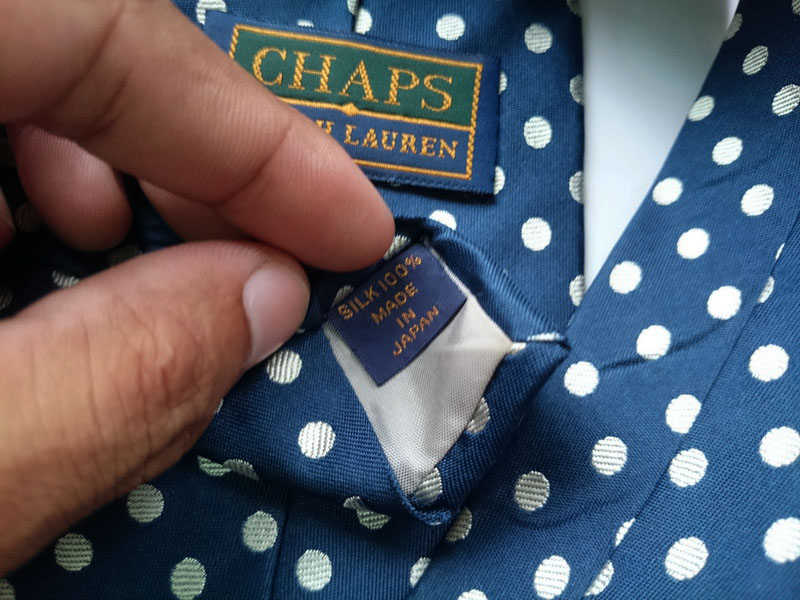 CHAPS
H LAUREN
SILK 100%
MADE
IN
JAPAN